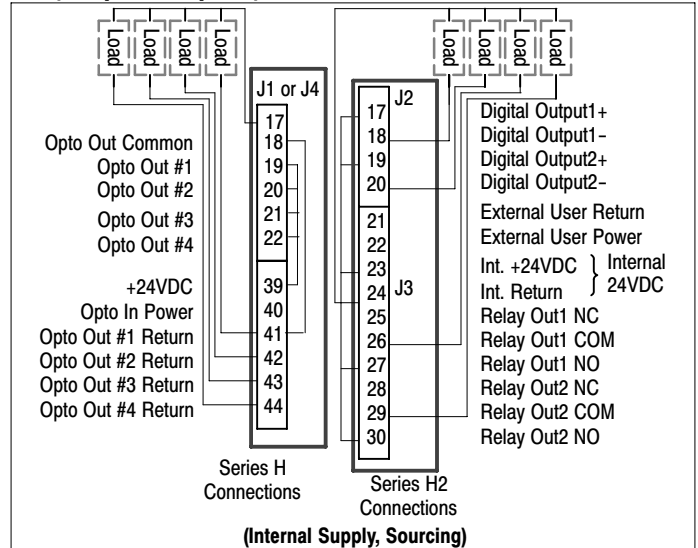 Load
Load
Load
Load
Load
Load
Load
Load
J1 or J4
17
18
19
20
21
22
39
40
41
42
43
44
Opto Out Common
Opto Out #1
Opto Out #2
Opto Out #3
Opto Out #4
+24VDC
Opto In Power
Opto Out #1 Return
Opto Out #2 Return
Opto Out #3 Return
Opto Out #4 Return
Series H
Connections
J2
17
18
19
20
21
22
23
24
J3
25
26
27
28
29
30
Digital Output1+
Digital Output1-
Digital Output2+
Digital Output2-
External User Return
External User Power
Int. +24VDC
Int. Return
Internal
24VDC
Relay Out1 NC
Relay Out1 COM
Relay Out1 NO
Relay Out2 NC
Relay Out2 COM
Relay Out2 NO
Series H2
Connections
(Internal Supply, Sourcing)